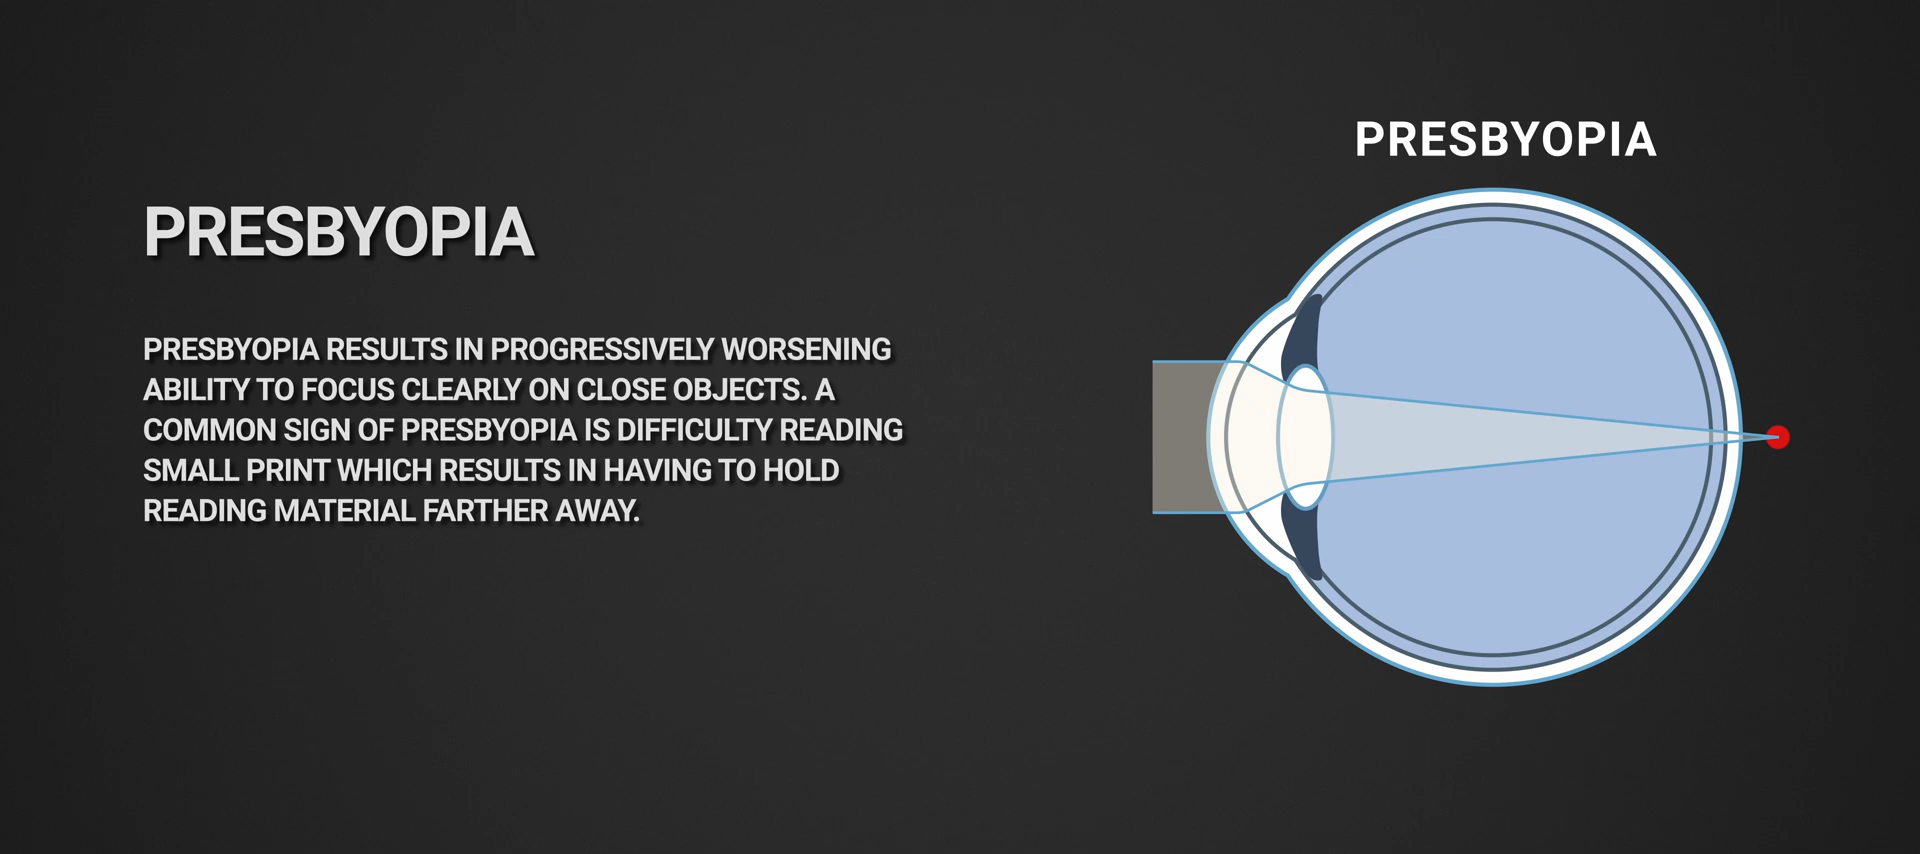 PRESBYOPIA
PRESBYOPIA RESULTS IN PROGRESSIVELY WORSENING
ABILITY TO FOCUS CLEARLY ON CLOSE OBJECTS. A
COMMON SIGN OF PRESBYOPIA IS DIFFICULTY READING
SMALL PRINT WHICH RESULTS IN HAVING TO HOLD
READING MATERIAL FARTHER AWAY.
PRESBYOPIA